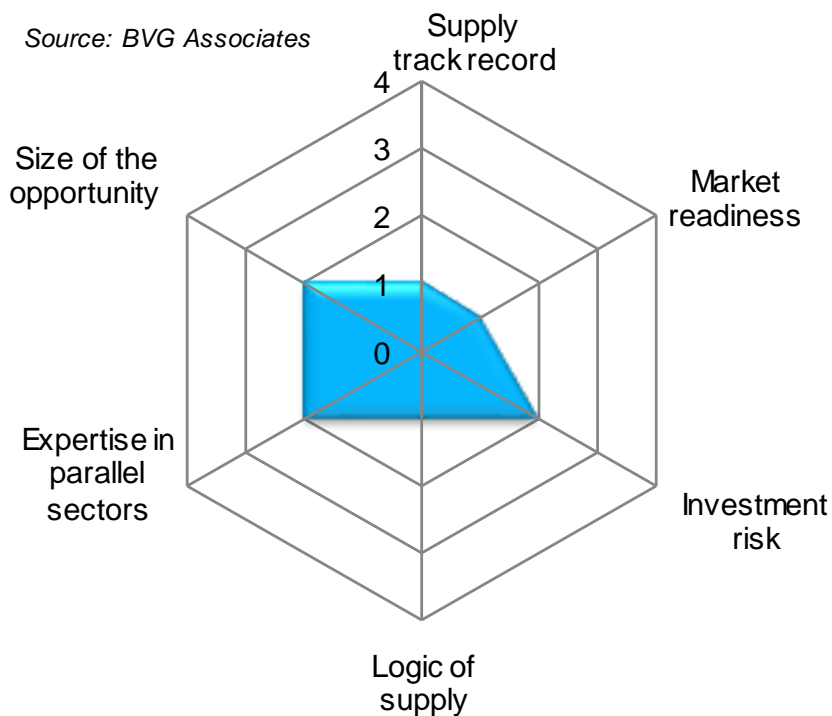 Source: BVG Associates
Supply
track record
4
3
2
1
0
Size of the
opportunity
Market
readiness
Expertise in
parallel
sectors
Investment
risk
Logic of
supply